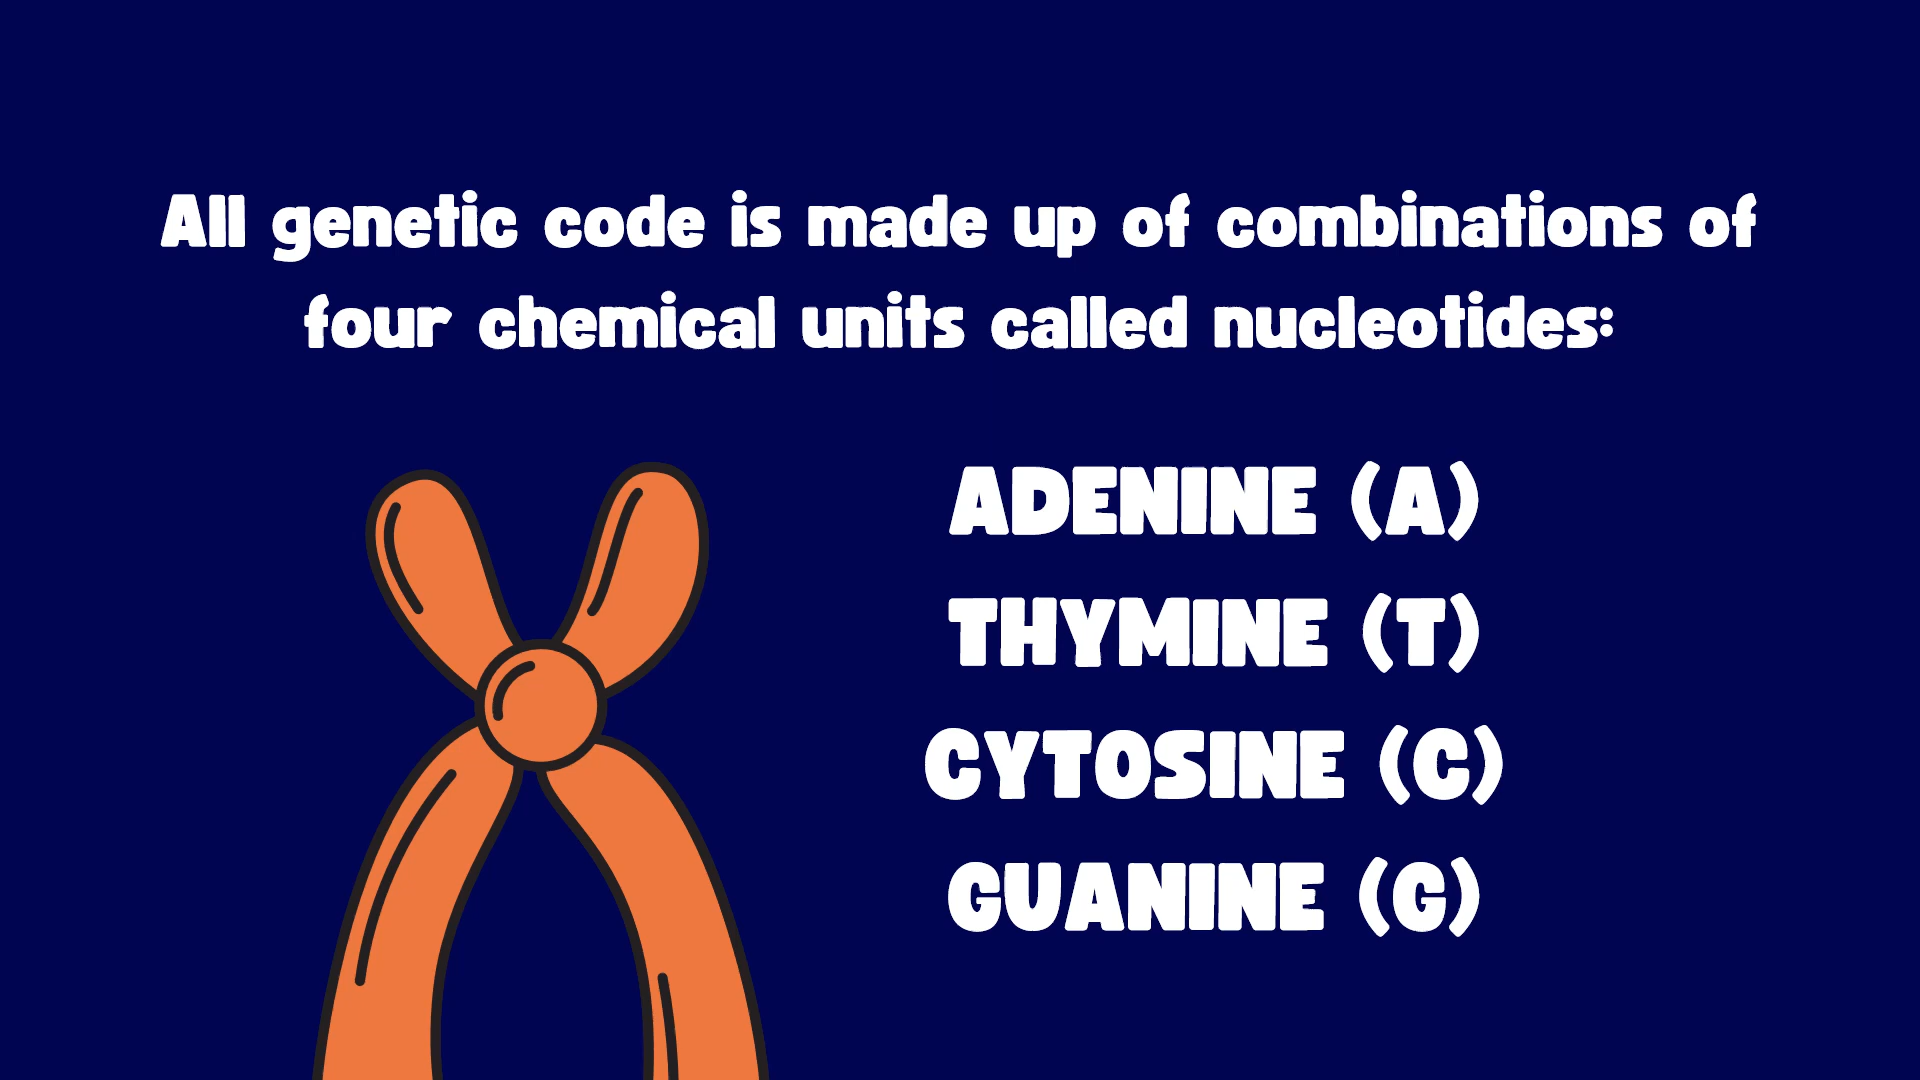 All genetic code is made up of combinations of
four chemical units called nucleotides:
ADENINE (A)
THYMINE (T)
CYTOSINE (C)
GUANINE (G)